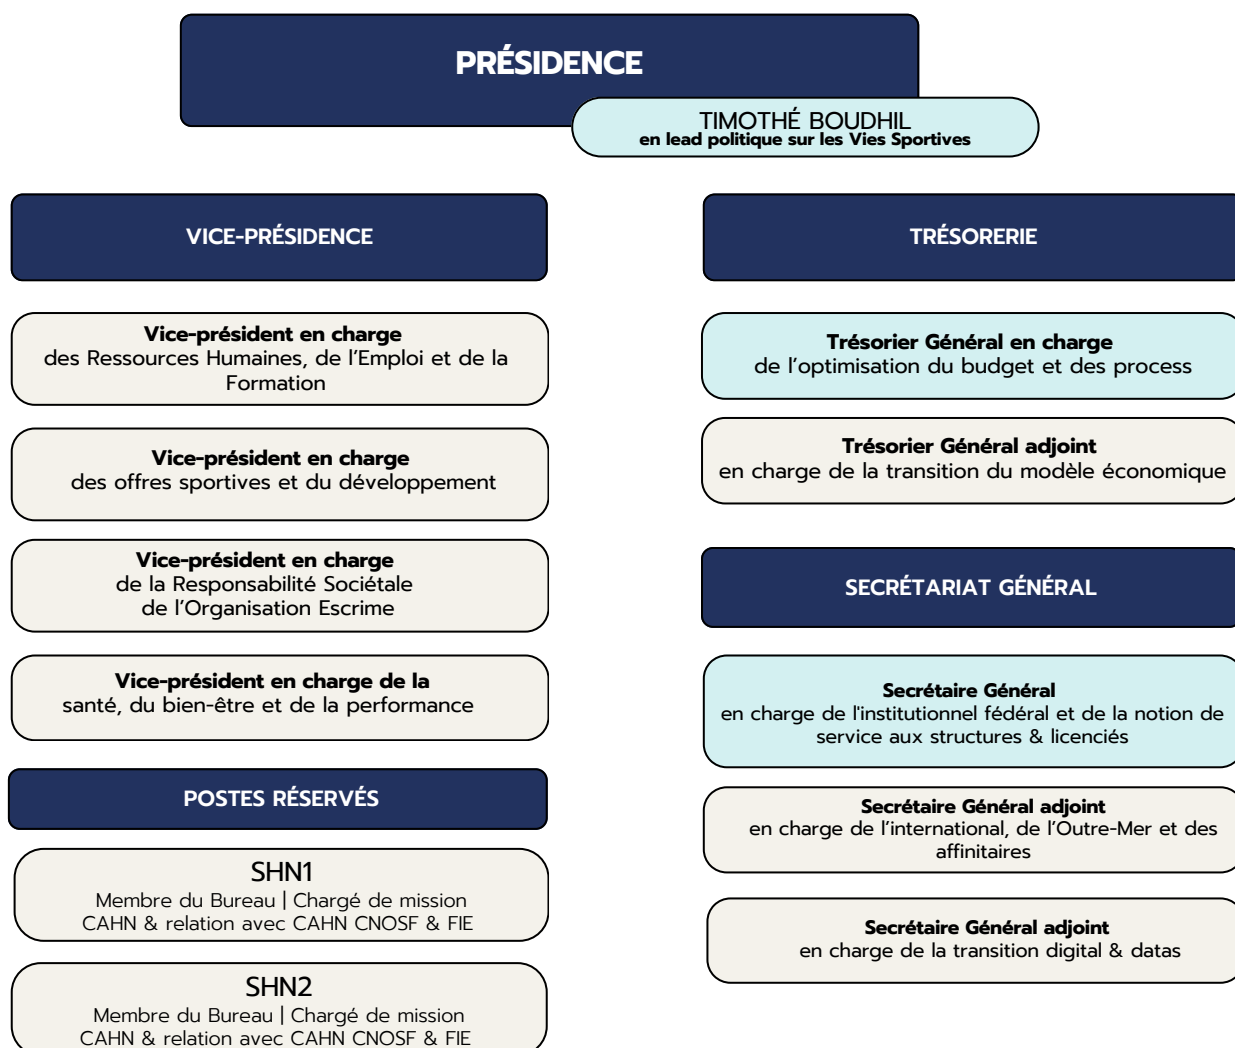 PRÉSIDENCE
TIMOTHÉ BOUDHIL
en lead politique sur les Vies Sportives
VICE-PRÉSIDENCE
Vice-président en charge
des Ressources Humaines, de l'Emploi et de la
Formation
Vice-président en charge
des offres sportives et du développement
Vice-président en charge
de la Responsabilité Sociétale
de l'Organisation Escrime
Vice-président en charge de la
santé, du bien-être et de la performance
POSTES RÉSERVÉS
SHN1
Membre du Bureau | Chargé de mission
CAHN & relation avec CAHN CNOSF & FIE
SHN2
Membre du Bureau | Chargé de mission
CAHN & relation avec CAHN CNOSF & FIE
TRÉSORERIE
Trésorier Général en charge
de l'optimisation du budget et des process
Trésorier Général adjoint
en charge de la transition du modèle économique
SECRÉTARIAT GÉNÉRAL
Secrétaire Général
en charge de l'institutionnel fédéral et de la notion de
service aux structures & licenciés
Secrétaire Général adjoint
en charge de l'international, de l'Outre-Mer et des
affinitaires
Secrétaire Général adjoint
en charge de la transition digital & datas